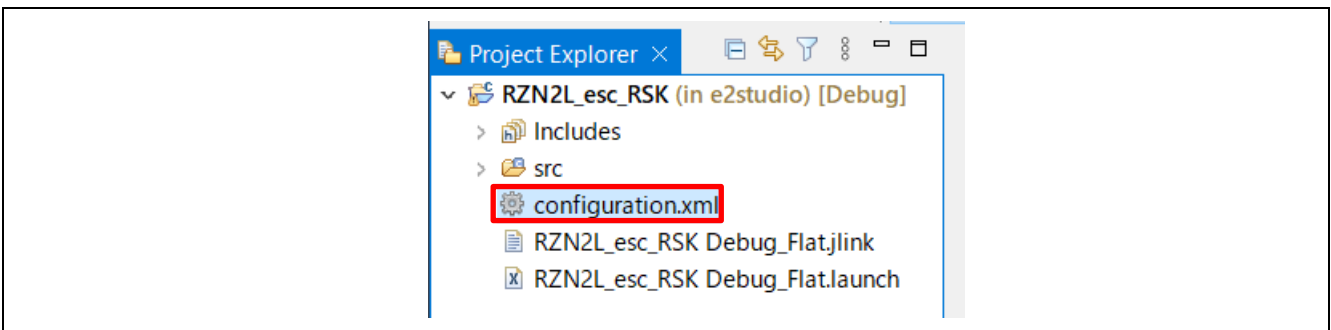 Project Explorer
RZN2L_esc_RSK (in e2studio) [Debug]
Includes
src
configuration.xml
RZN2L_esc_RSK Debug_Flat.jlink
RZN2L_esc_RSK Debug_Flat.launch